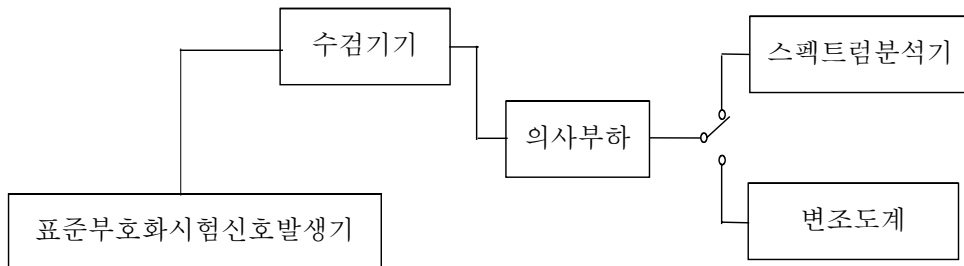 수검기기
스펙트럼분석기
의사부하
표준부호화시험신호발생기
변조도계